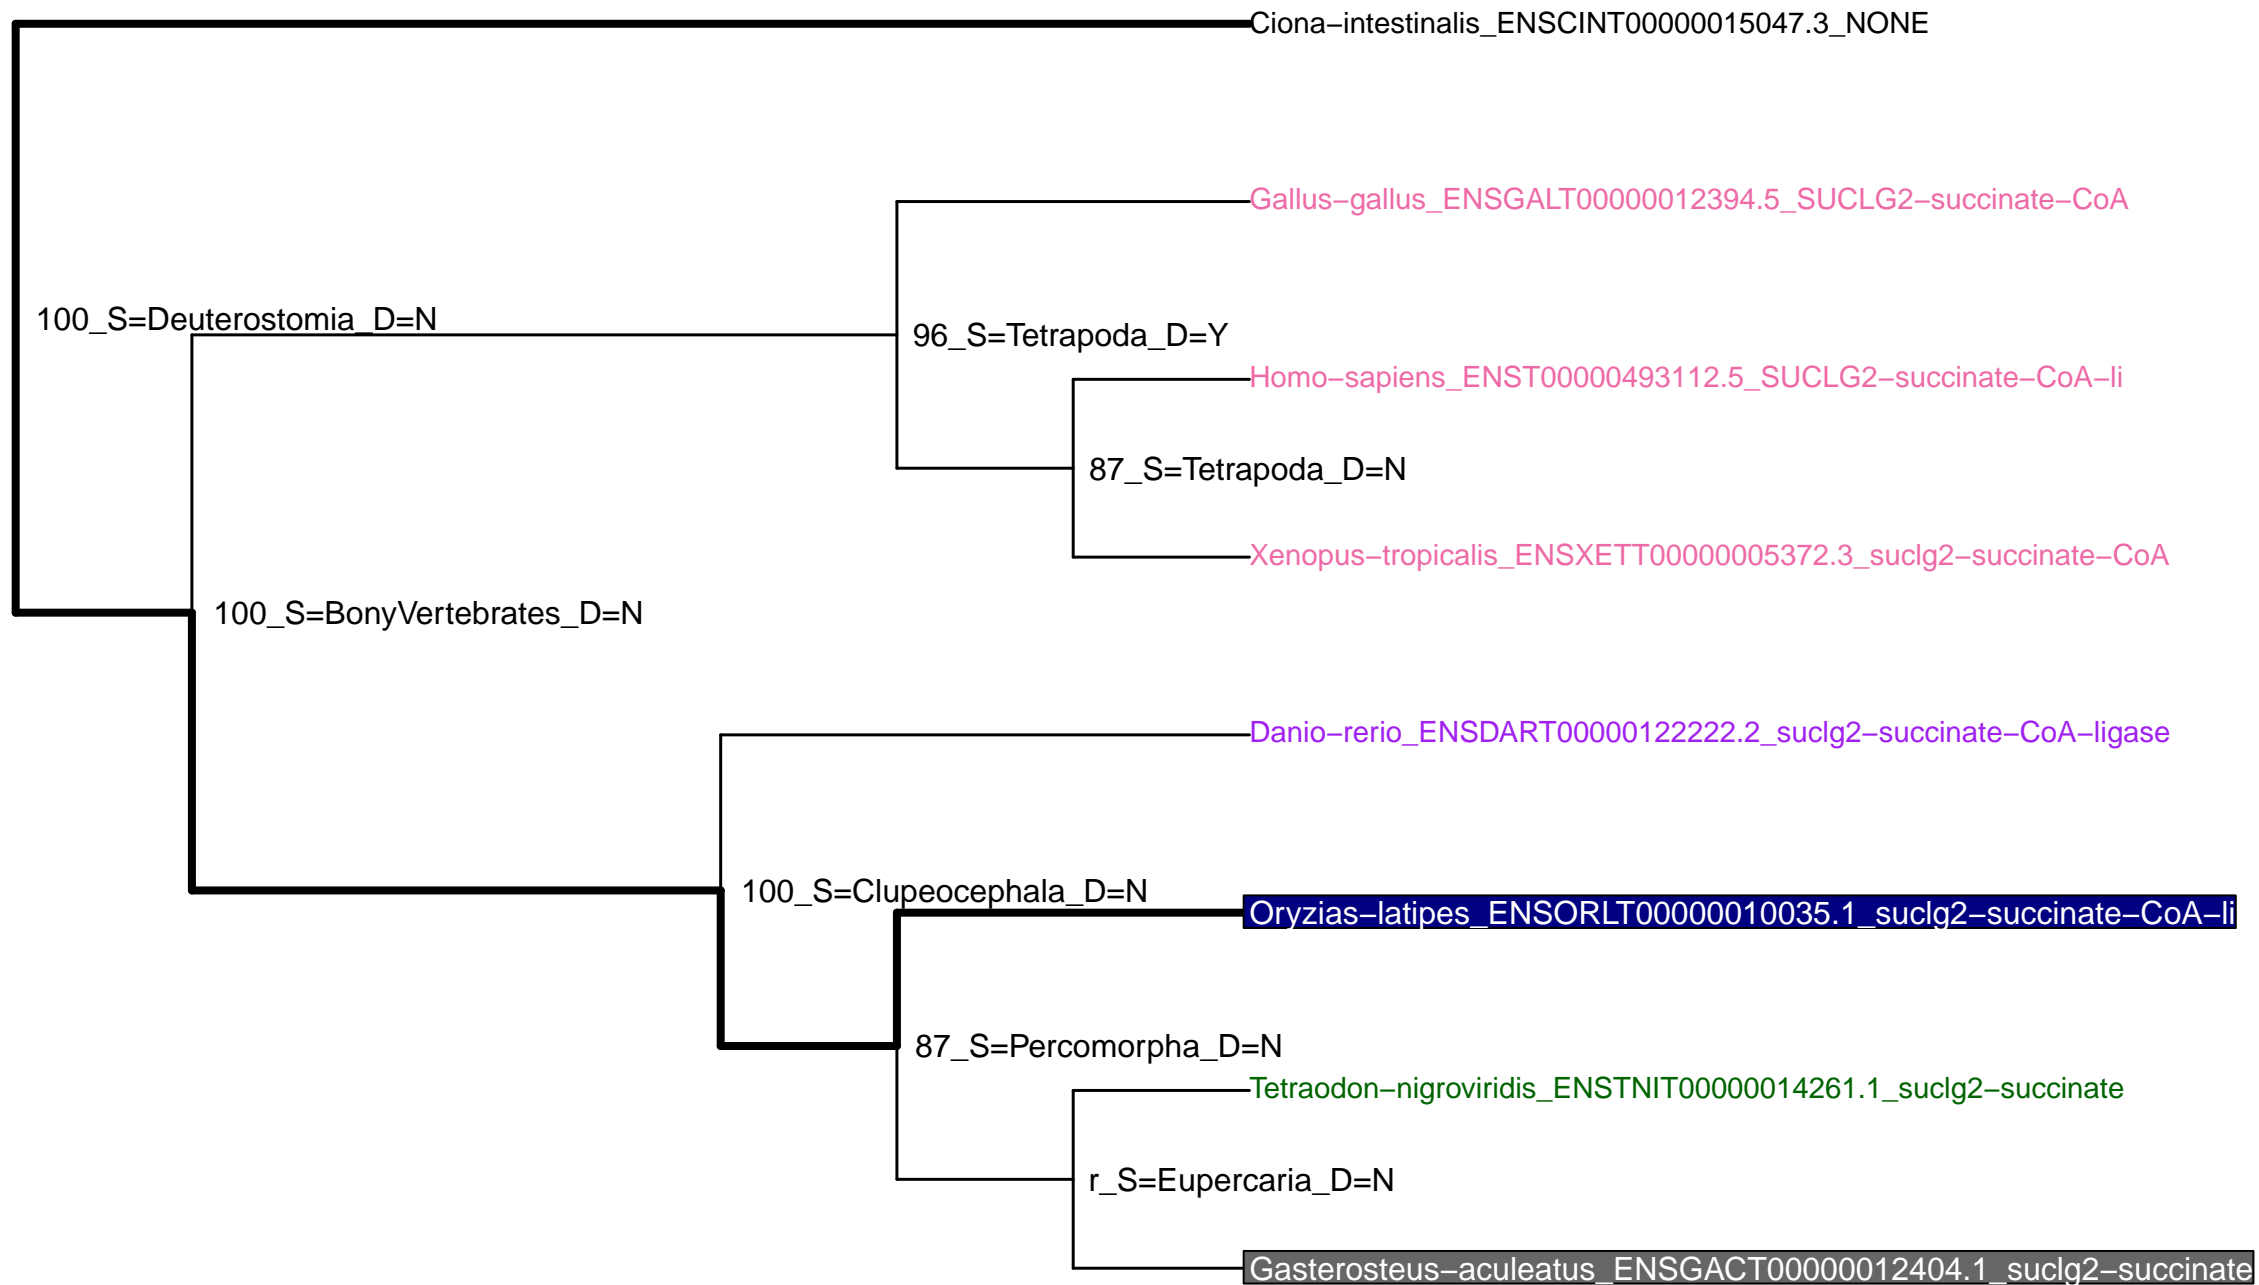 Ciona−intestinalis_ENSCINT00000015047.3_NONE
Gallus−gallus_ENSGALT00000012394.5_SUCLG2−succinate−CoA
100_S=Deuterostomia_D=N
96_S=Tetrapoda_D=Y
Homo−sapiens_ENST00000493112.5_SUCLG2−succinate−CoA−li
87_S=Tetrapoda_D=N
Xenopus−tropicalis_ENSXETT00000005372.3_suclg2−succinate−CoA
100_S=BonyVertebrates_D=N
Danio−rerio_ENSDART00000122222.2_suclg2−succinate−CoA−ligase
100_S=Clupeocephala_D=N
Oryzias−latipes_ENSORLT00000010035.1_suclg2−succinate−CoA−li
87_S=Percomorpha_D=N
Tetraodon−nigroviridis_ENSTNIT00000014261.1_suclg2−succinate
r_S=Eupercaria_D=N
Gasterosteus−aculeatus_ENSGACT00000012404.1_suclg2−succinate